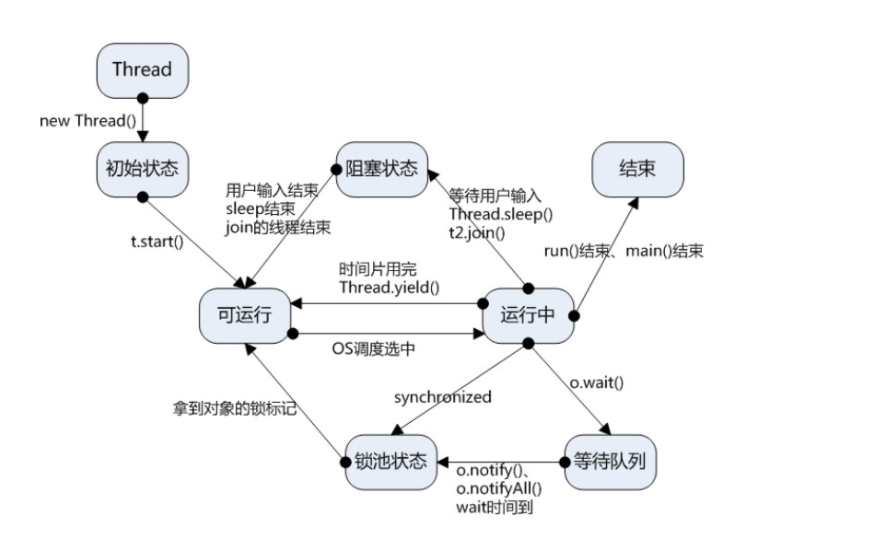 Thread
new Thread()
初始状态
阻塞状态
结束
用户输入结束
sleep结束
join的线程结束
等待用户输入
Thread.sleep()
t2.join()
t.start()
run()结束、main()结束
时间片用完
Thread.yield()
可运行
运行中
OS调度选中
synchronized
o.wait()
拿到对象的锁标记
锁池状态
等待队列
o.notify()、
o.notifyAll()
wait时间到